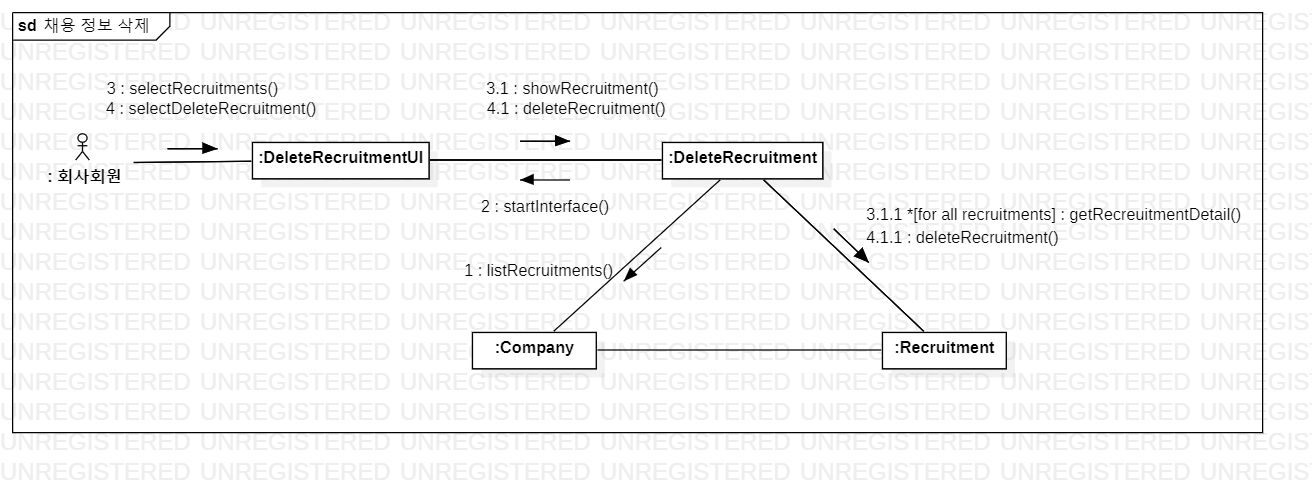 sd 채용 정보 삭제
3 : selectRecruitments()
4 : selectDeleteRecruitment()
3.1 : showRecruitment()
4.1 : deleteRecruitment()
: 회사회원
:DeleteRecruitmentUI
:DeleteRecruitment
2 : startInterface()
3.1.1 *[for all recruitments] : getRecreuitmentDetail()
4.1.1 : deleteRecruitment()
1 : listRecruitments()
:Company
:Recruitment
UNREGISTERED